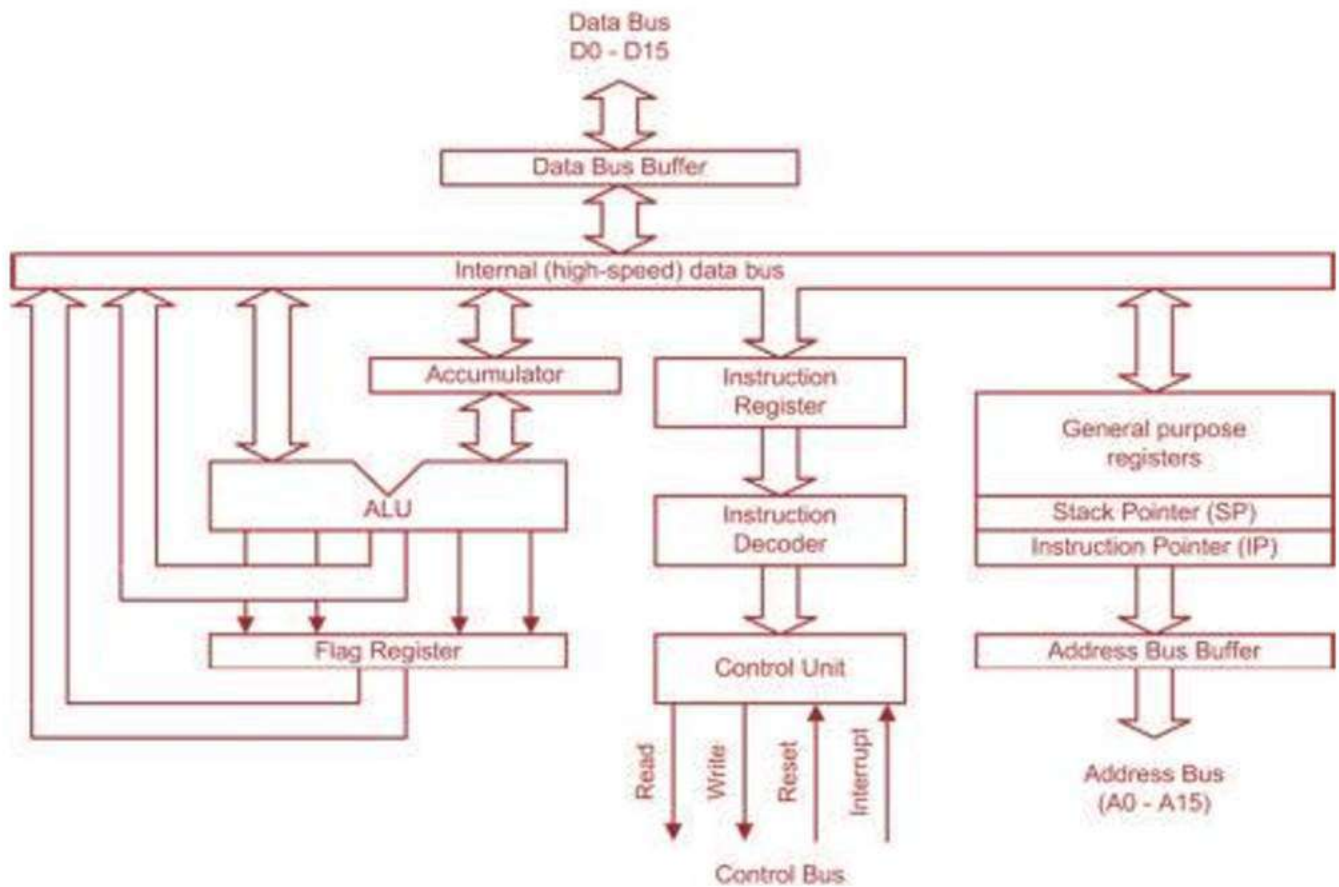 Data Bus
D0 - D15
Data Bus Buffer
Internal (high-speed) data bus
Accumulator
Instruction
Register
General purpose
registers
ALU
Instruction
Decoder
Stack Pointer (SP)
Instruction Pointer (IP)
Flag Register
Control Unit
Address Bus Buffer
Read
Write
Reset
Interrupt
Address Bus
(A0 - A15)
Control Bus